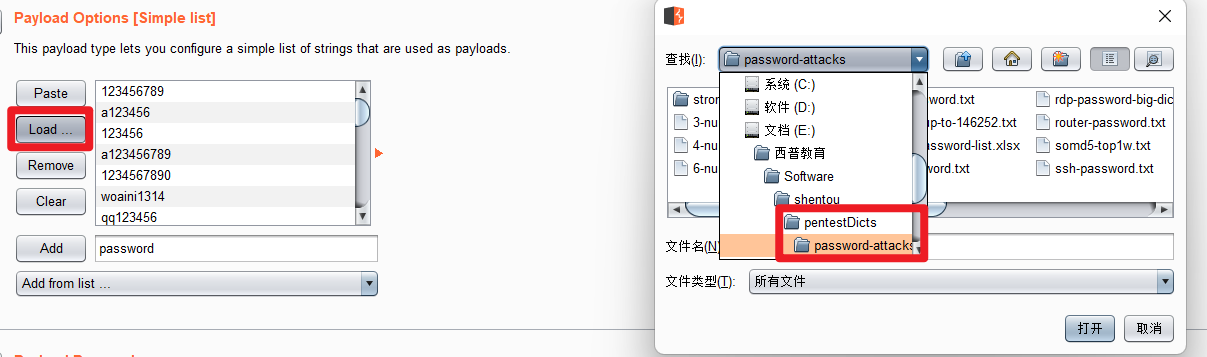 Payload Options [Simple list]
This payload type lets you configure a simple list of strings that are used as payloads.
Paste
Load ...
Remove
Clear
123456789
a123456
123456
a123456789
1234567890
woaini1314
qq123456
Add
password
Add from list ...
查找(I):
password-attacks
系统 (C:)
软件 (D:)
文档 (E:)
西普教育
Software
shentou
pentestDicts
password-attacks
stron
3-nu
4-nu
6-nu
word.txt
up-to-146252.txt
ssword-list.xlsx
word.txt
rdp-password-big-dic
router-password.txt
somd5-top1w.txt
ssh-password.txt
文件名(N)
文件类型(T):
所有文件
打开
取消